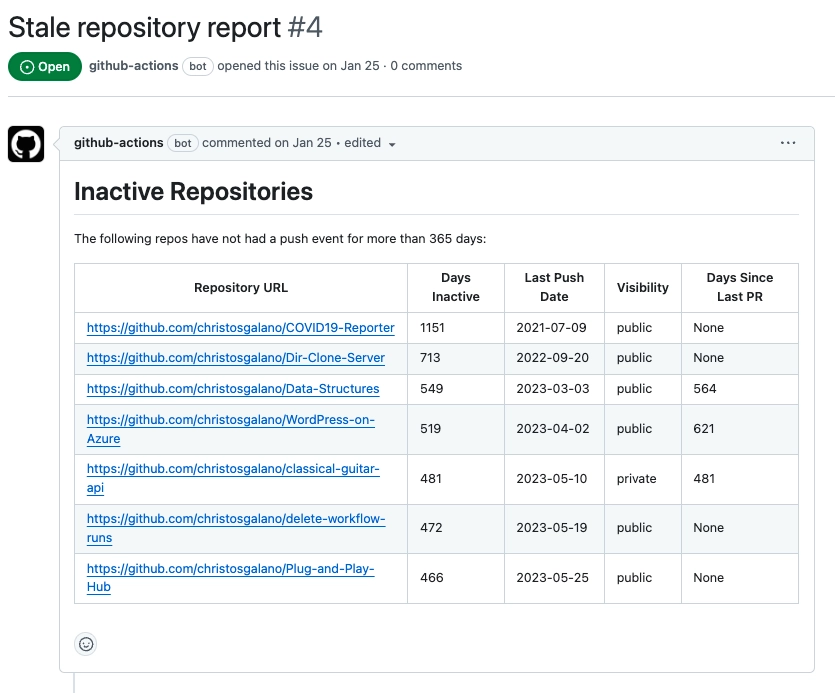 Stale repository report #4
Open github-actions bot opened this issue on Jan 25 · 0 comments
github-actions bot commented on Jan 25 • edited
Inactive Repositories
The following repos have not had a push event for more than 365 days:
Repository URL Days Inactive Last Push Date Visibility Days Since Last PR
https://github.com/christosgalano/COVID19-Reporter 1151 2021-07-09 public None
https://github.com/christosgalano/Dir-Clone-Server 713 2022-09-20 public None
https://github.com/christosgalano/Data-Structures 549 2023-03-03 public 564
https://github.com/christosgalano/WordPress-on-
Azure 519 2023-04-02 public 621
https://github.com/christosgalano/classical-guitar-
api 481 2023-05-10 private 481
https://github.com/christosgalano/delete-workflow-
runs 472 2023-05-19 public None
https://github.com/christosgalano/Plug-and-Play-
Hub 466 2023-05-25 public None